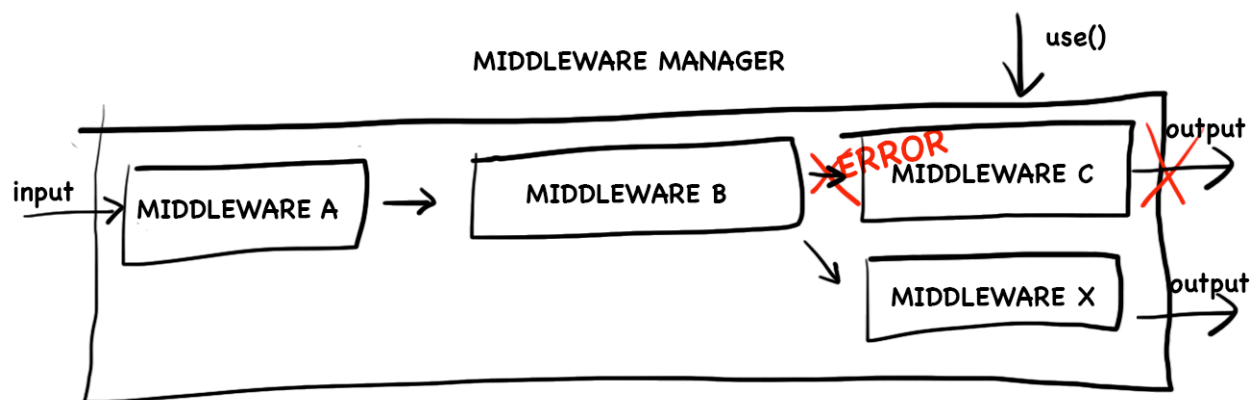 use()
MIDDLEWARE MANAGER
output
ERROR
input
MIDDLEWARE A
MIDDLEWARE B
MIDDLEWARE C
MIDDLEWARE X
output